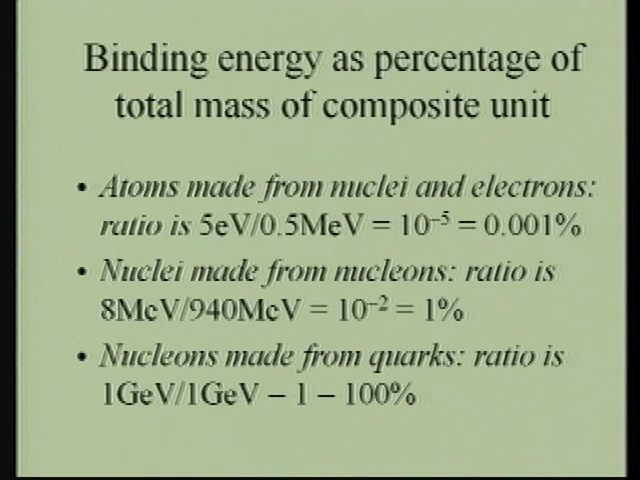 Binding energy as percentage of
total mass of composite unit
• Atoms made from nuclei and electrons:
ratio is 5eV/0.5MeV = 10⁻⁵ = 0.001%
• Nuclei made from nucleons: ratio is
8MeV/940MeV = 10⁻² = 1%
• Nucleons made from quarks: ratio is
1GeV/1GeV = 1 = 100%